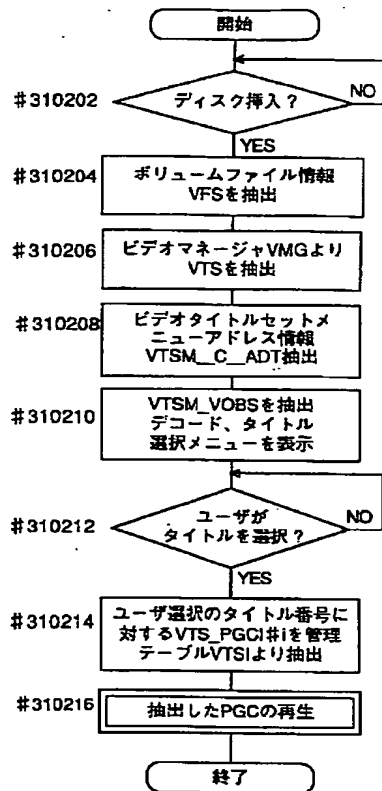 開始
#310202
ディスク挿入?
NO
YES
#310204
ボリュームファイル情報
VFSを抽出
#310206
ビデオマネージャVMGより
VTSを抽出
#310208
ビデオタイトルセットメ
ニューアドレス情報
VTSM__C__ADT抽出
#310210
VTSM_VOBSを抽出
デコード、タイトル
選択メニューを表示
#310212
ユーザが
タイトルを選択?
NO
YES
#310214
ユーザ選択のタイトル番号に
対するVTS_PGCI#iを管理
テーブルVTSIより抽出
#310216
抽出したPGCの再生
終了